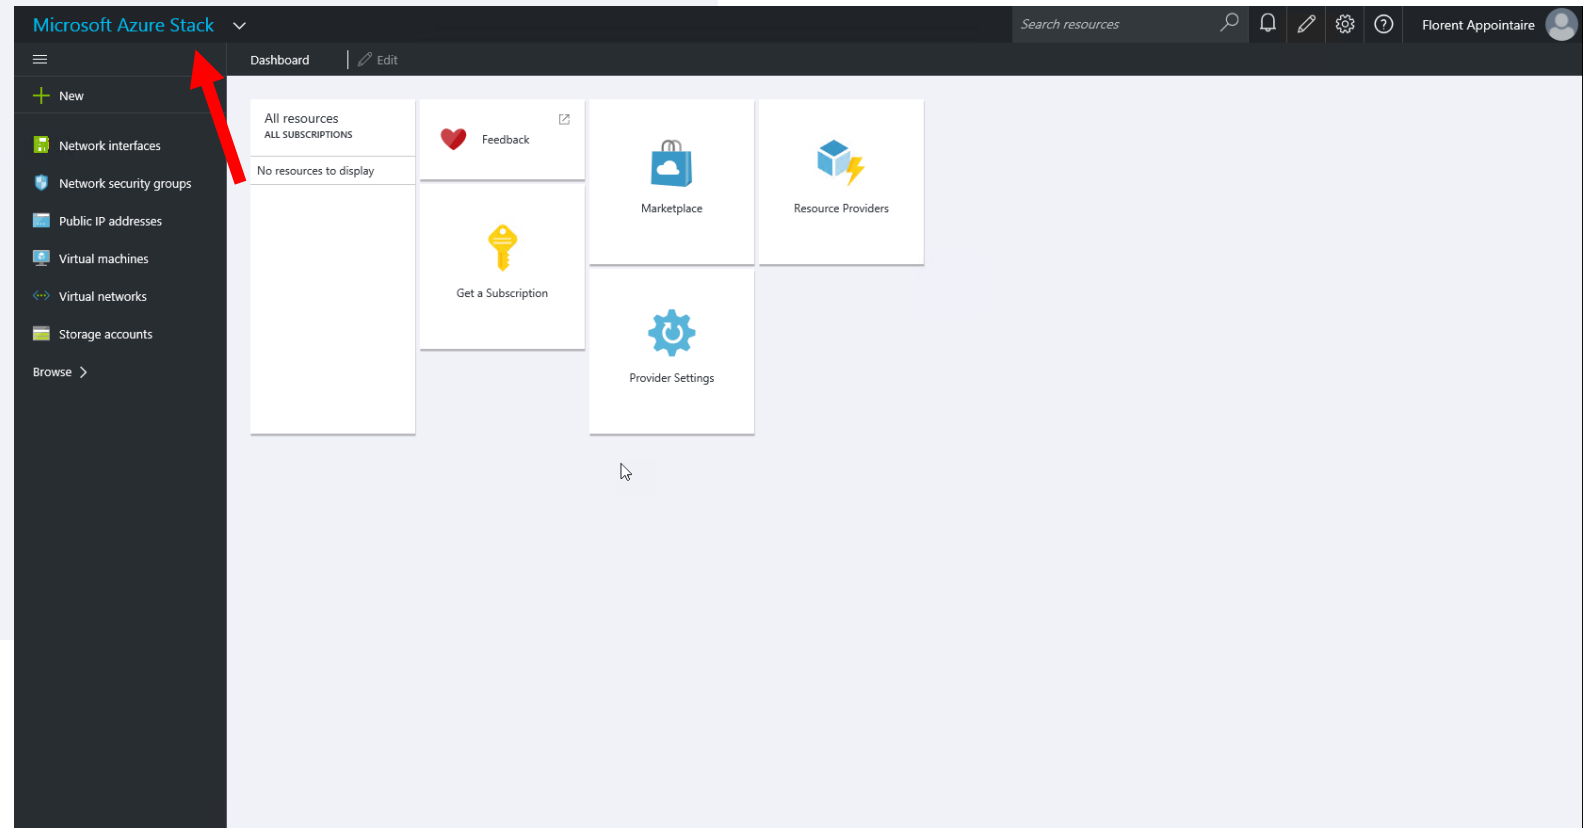 Microsoft Azure Stack
Search resources
Florent Appointaire
Dashboard
Edit
New
Network interfaces
Network security groups
Public IP addresses
Virtual machines
Virtual networks
Storage accounts
Browse
All resources
ALL SUBSCRIPTIONS
No resources to display
Feedback
Get a Subscription
Marketplace
Provider Settings
Resource Providers